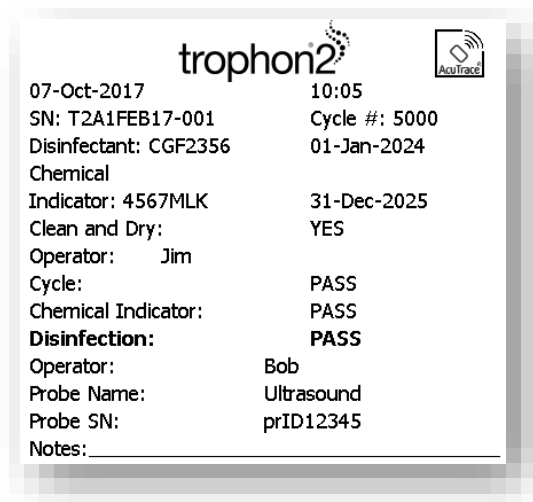 trophon®2
AcuTrace
07-Oct-2017 10:05
SN: T2A1FEB17-001 Cycle #: 5000
Disinfectant: CGF2356 01-Jan-2024
Chemical
Indicator: 4567MLK 31-Dec-2025
Clean and Dry: YES
Operator: Jim
Cycle: PASS
Chemical Indicator: PASS
Disinfection: PASS
Operator: Bob
Probe Name: Ultrasound
Probe SN: prID12345
Notes: